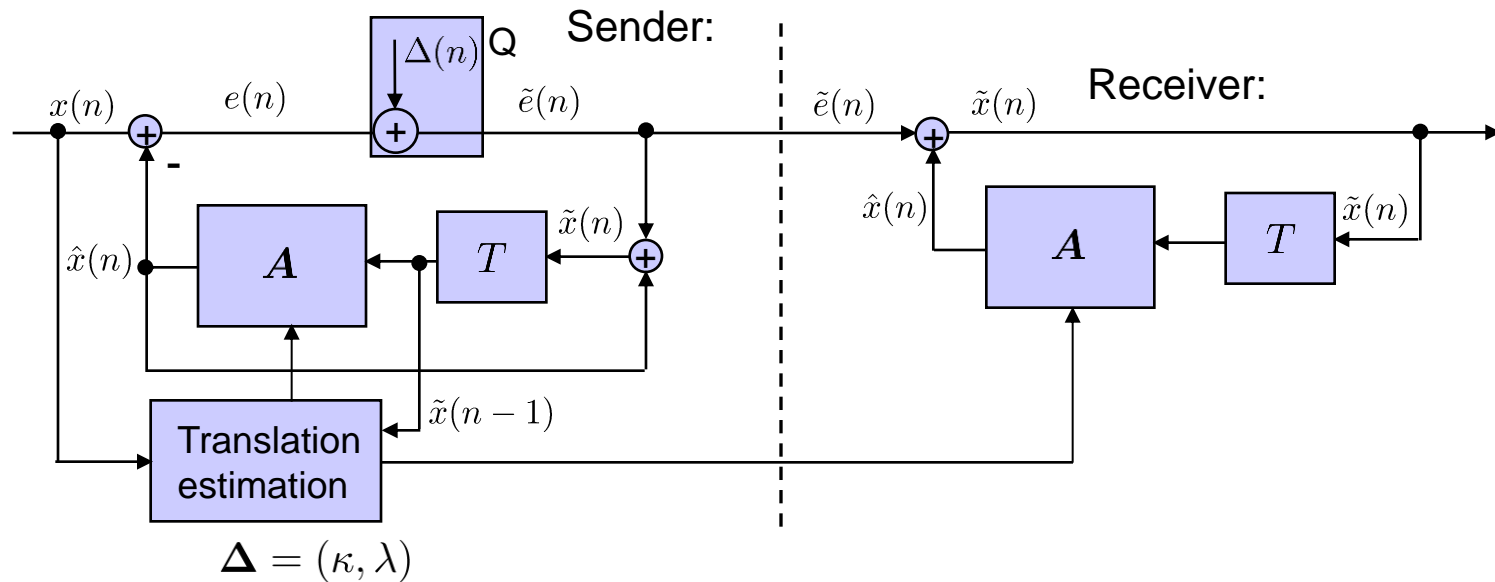 Sender:
Q
Δ(n)
x(n)
e(n)
ẽ(n)
ẽ(n)
x̃(n)
Receiver:
+
+
+
-
A
T
x̃(n)
x̂(n)
+
x̂(n)
A
T
x̃(n)
x̃(n − 1)
Translation
estimation
Δ = (κ, λ)